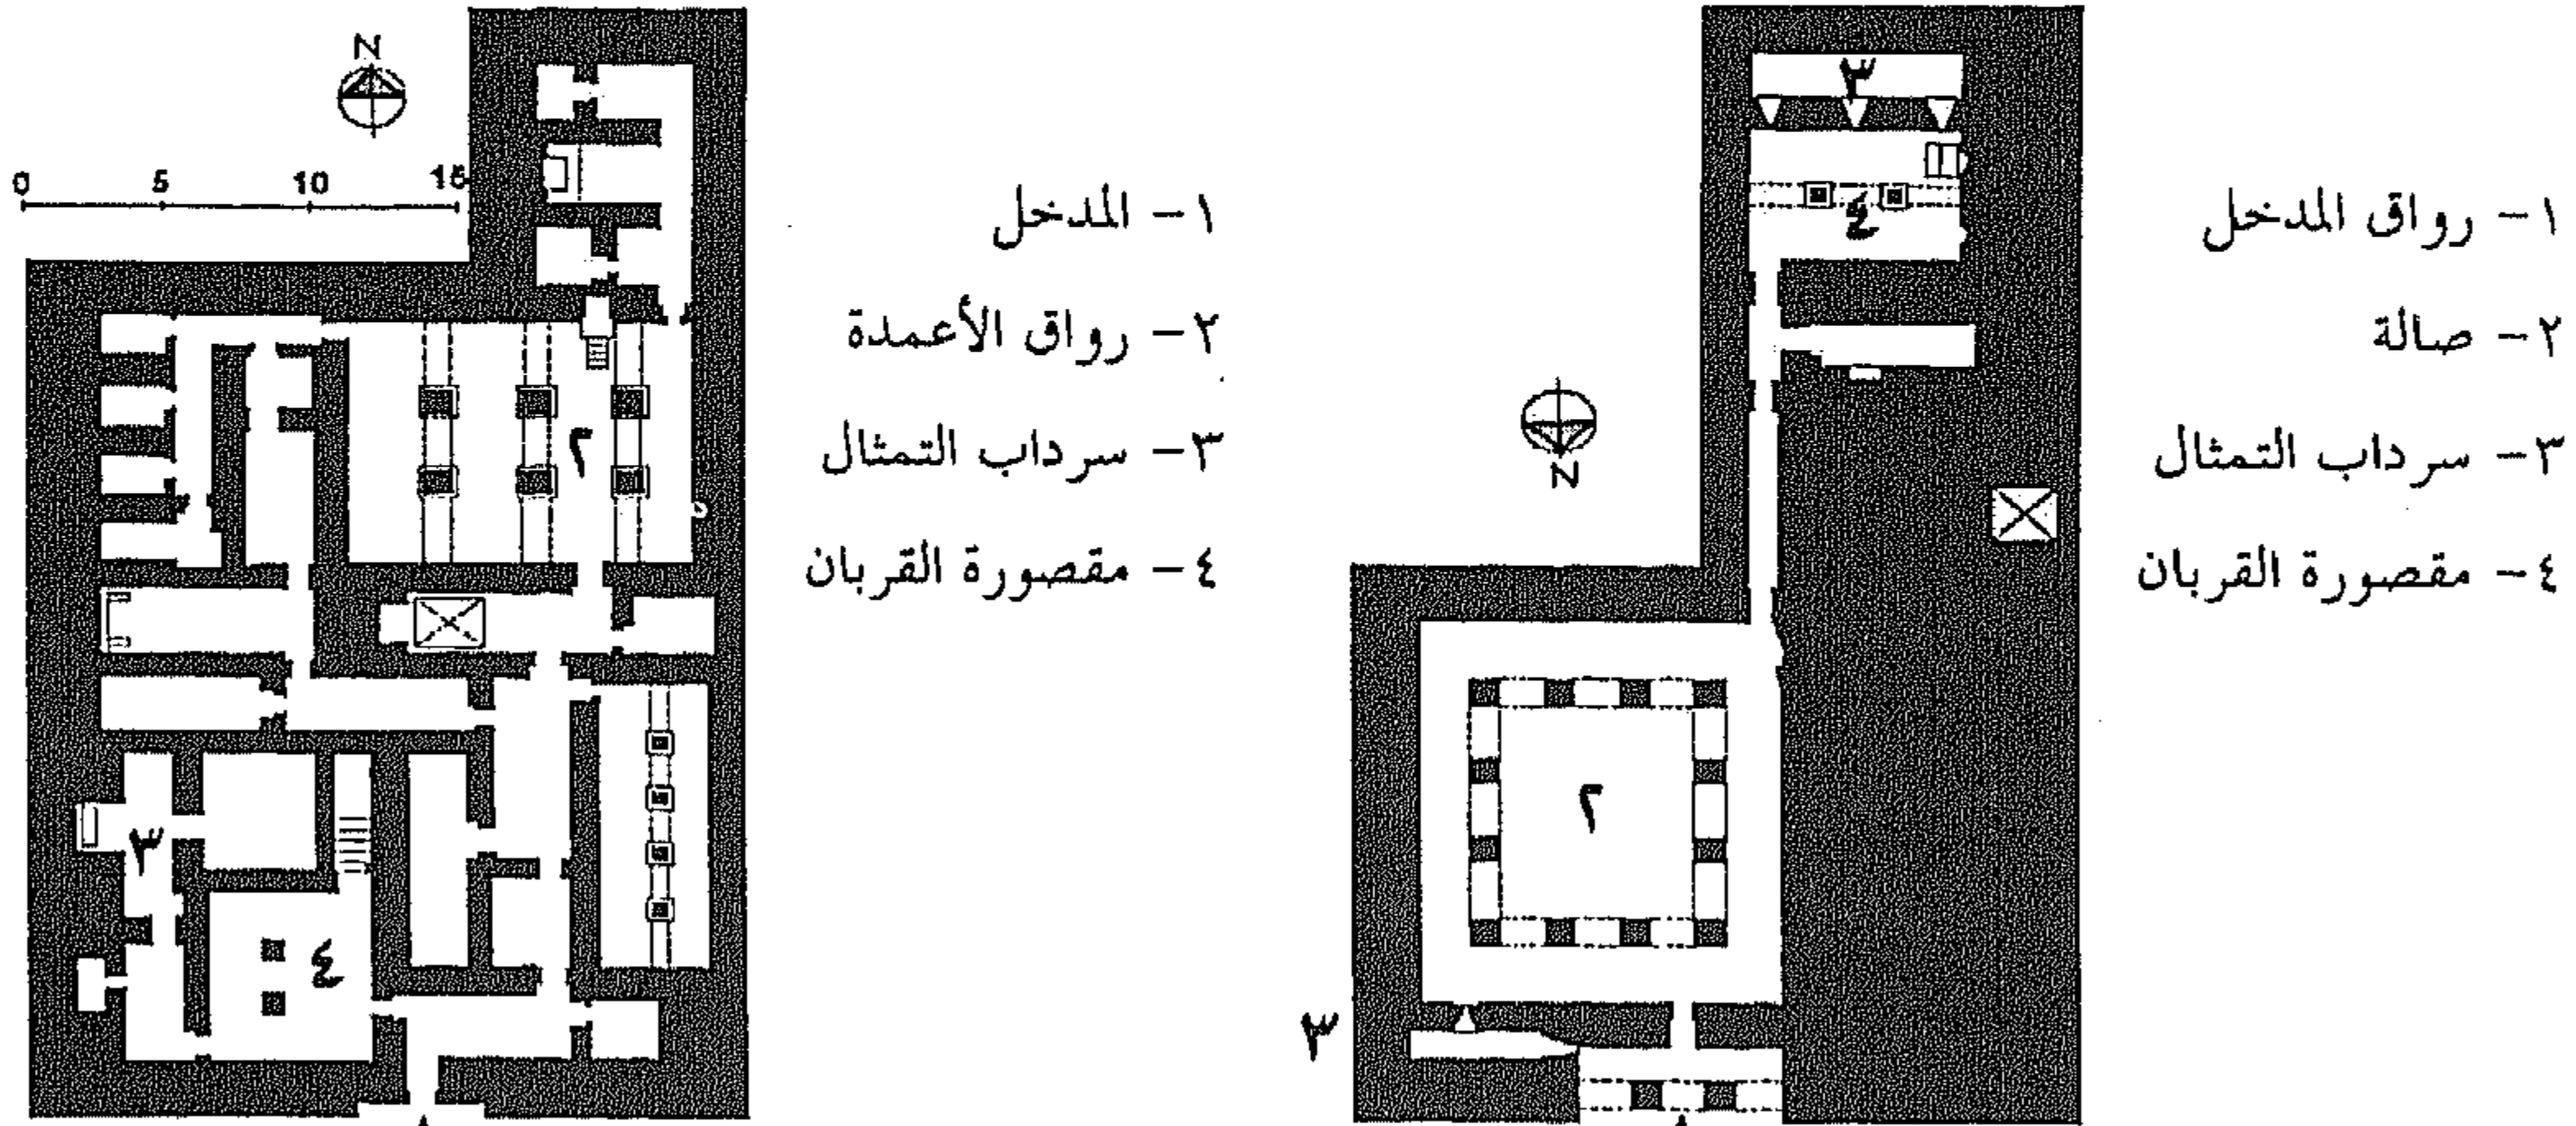 N
0 5 10 15
١- المدخل
٢- رواق الأعمدة
٣- سرداب التمثال
٤- مقصورة القربان
٢
٣
٤
١- رواق المدخل
٢- صالة
٣- سرداب التمثال
٤- مقصورة القربان
٣
٤
N
٢
٣